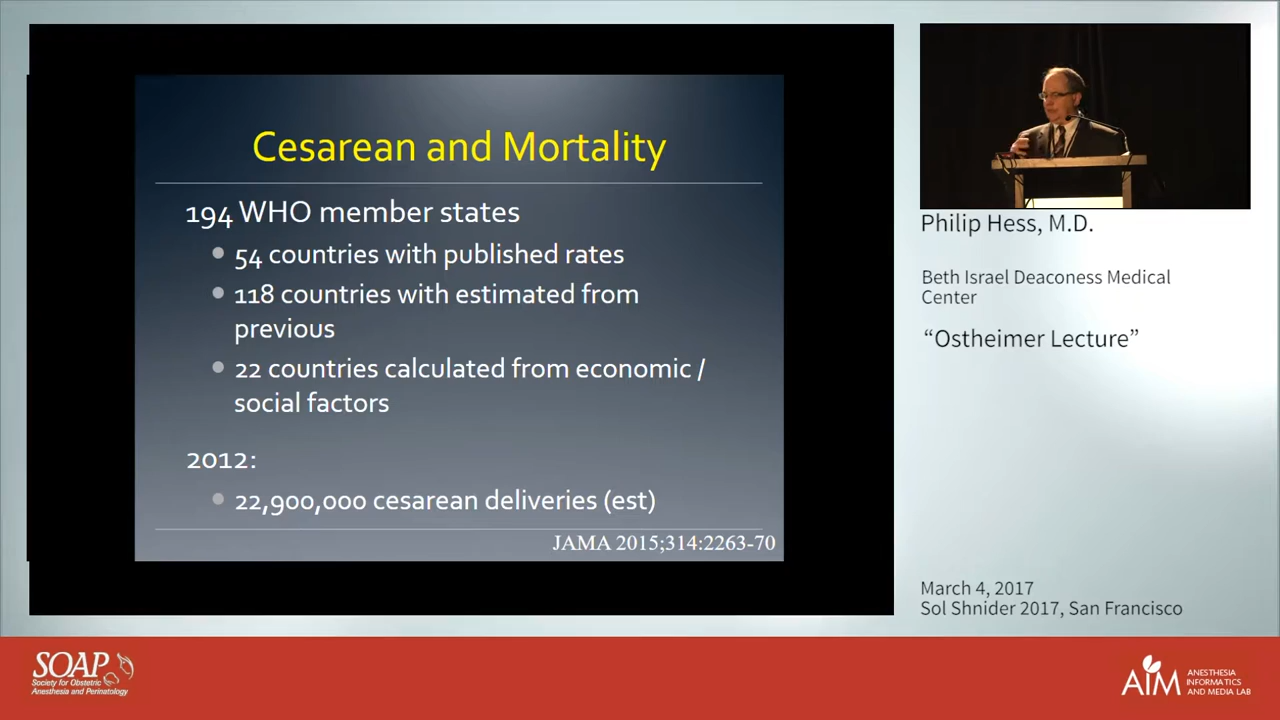 Cesarean and Mortality
194 WHO member states
54 countries with published rates
118 countries with estimated from
previous
22 countries calculated from economic /
social factors
2012:
22,900,000 cesarean deliveries (est)
JAMA 2015;314:2263-70
Philip Hess, M.D.
Beth Israel Deaconess Medical
Center
“Ostheimer Lecture”
March 4, 2017
Sol Shnider 2017, San Francisco
SOAP
Society for Obstetric
Anesthesia and Perinatology
AIM
ANESTHESIA
INFORMATICS
AND MEDIA LAB